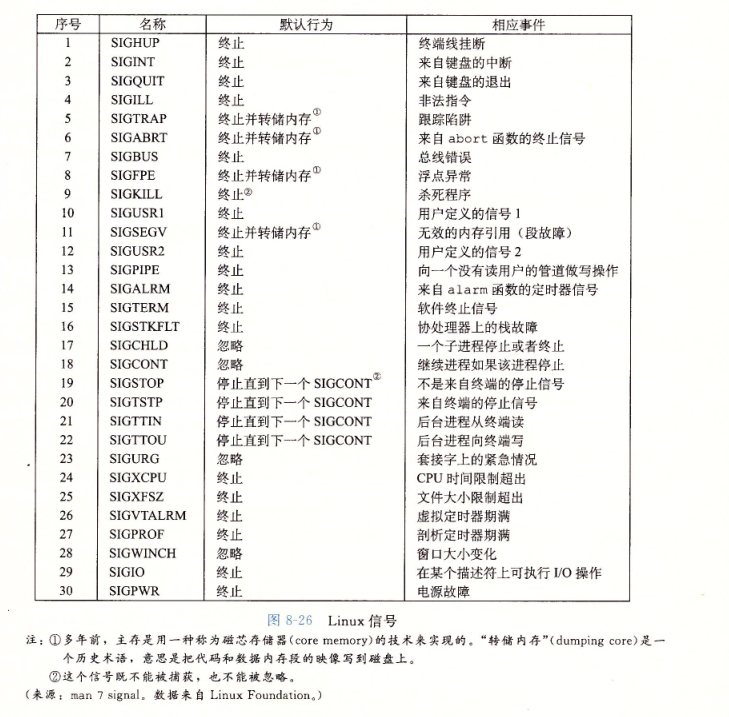 序号 名称 默认行为 相应事件
1 SIGHUP 终止 终端线挂断
2 SIGINT 终止 来自键盘的中断
3 SIGQUIT 终止 来自键盘的退出
4 SIGILL 终止 非法指令
5 SIGTRAP 终止并转储内存① 跟踪陷阱
6 SIGABRT 终止并转储内存① 来自 abort 函数的终止信号
7 SIGBUS 终止 总线错误
8 SIGFPE 终止并转储内存① 浮点异常
9 SIGKILL 终止② 杀死程序
10 SIGUSR1 终止 用户定义的信号 1
11 SIGSEGV 终止并转储内存① 无效的内存引用（段故障）
12 SIGUSR2 终止 用户定义的信号 2
13 SIGPIPE 终止 向一个没有读用户的管道做写操作
14 SIGALRM 终止 来自 alarm 函数的定时器信号
15 SIGTERM 终止 软件终止信号
16 SIGSTKFLT 终止 协处理器上的栈故障
17 SIGCHLD 忽略 一个子进程停止或者终止
18 SIGCONT 忽略 继续进程如果该进程停止
19 SIGSTOP 停止直到下一个 SIGCONT② 不是来自终端的停止信号
20 SIGTSTP 停止直到下一个 SIGCONT 来自终端的停止信号
21 SIGTTIN 停止直到下一个 SIGCONT 后台进程从终端读
22 SIGTTOU 停止直到下一个 SIGCONT 后台进程向终端写
23 SIGURG 忽略 套接字上的紧急情况
24 SIGXCPU 终止 CPU 时间限制超出
25 SIGXFSZ 终止 文件大小限制超出
26 SIGVTALRM 终止 虚拟定时器期满
27 SIGPROF 终止 剖析定时器期满
28 SIGWINCH 忽略 窗口大小变化
29 SIGIO 终止 在某个描述符上可执行 I/O 操作
30 SIGPWR 终止 电源故障
图 8-26 Linux 信号
注：①多年前，主存是用一种称为磁芯存储器(core memory)的技术来实现的。“转储内存”(dumping core)是一
个历史术语，意思是把代码和数据内存段的映像写到磁盘上。
②这个信号既不能被捕获，也不能被忽略。
(来源：man 7 signal。数据来自 Linux Foundation。)